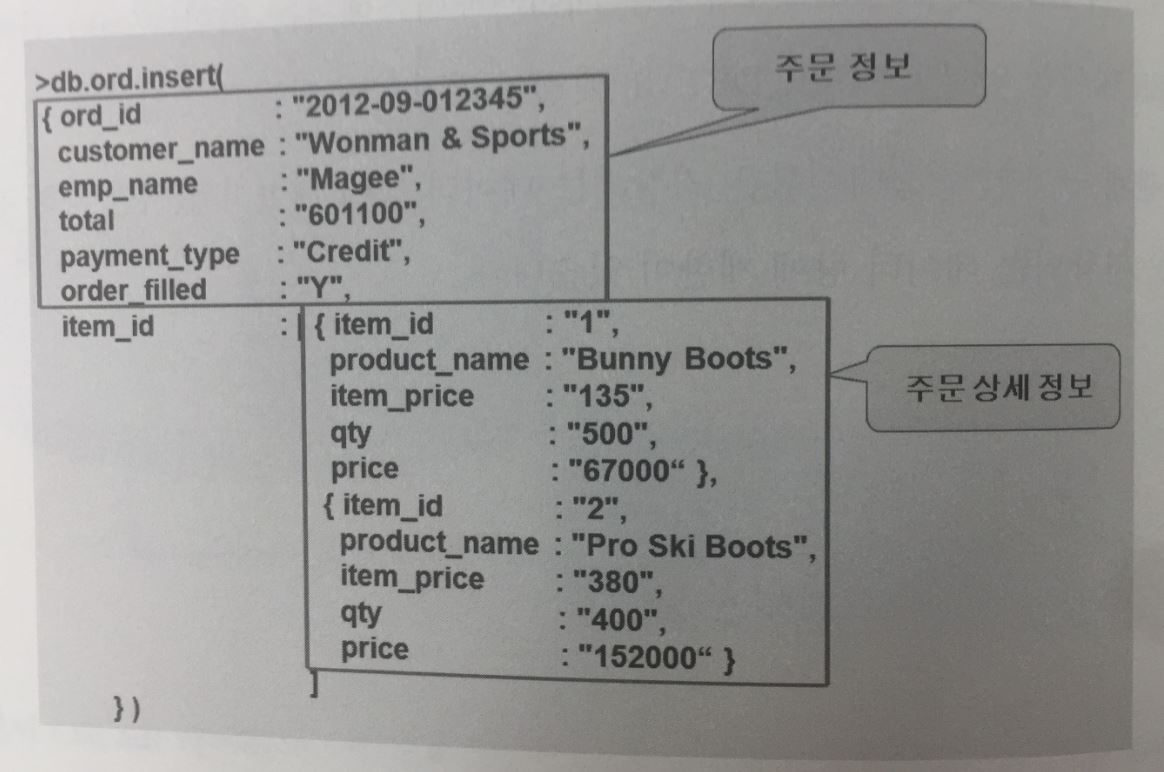 >db.ord.insert(
주문 정보
{ ord_id : "2012-09-012345",
customer_name : "Wonman & Sports",
emp_name : "Magee",
total : "601100",
payment_type : "Credit",
order_filled : "Y",
item_id : [ { item_id : "1",
product_name : "Bunny Boots",
item_price : "135",
주문 상세 정보
qty : "500",
price : "67000“ },
{ item_id : "2",
product_name : "Pro Ski Boots",
item_price : "380",
qty : "400",
price : "152000“ }
]
})